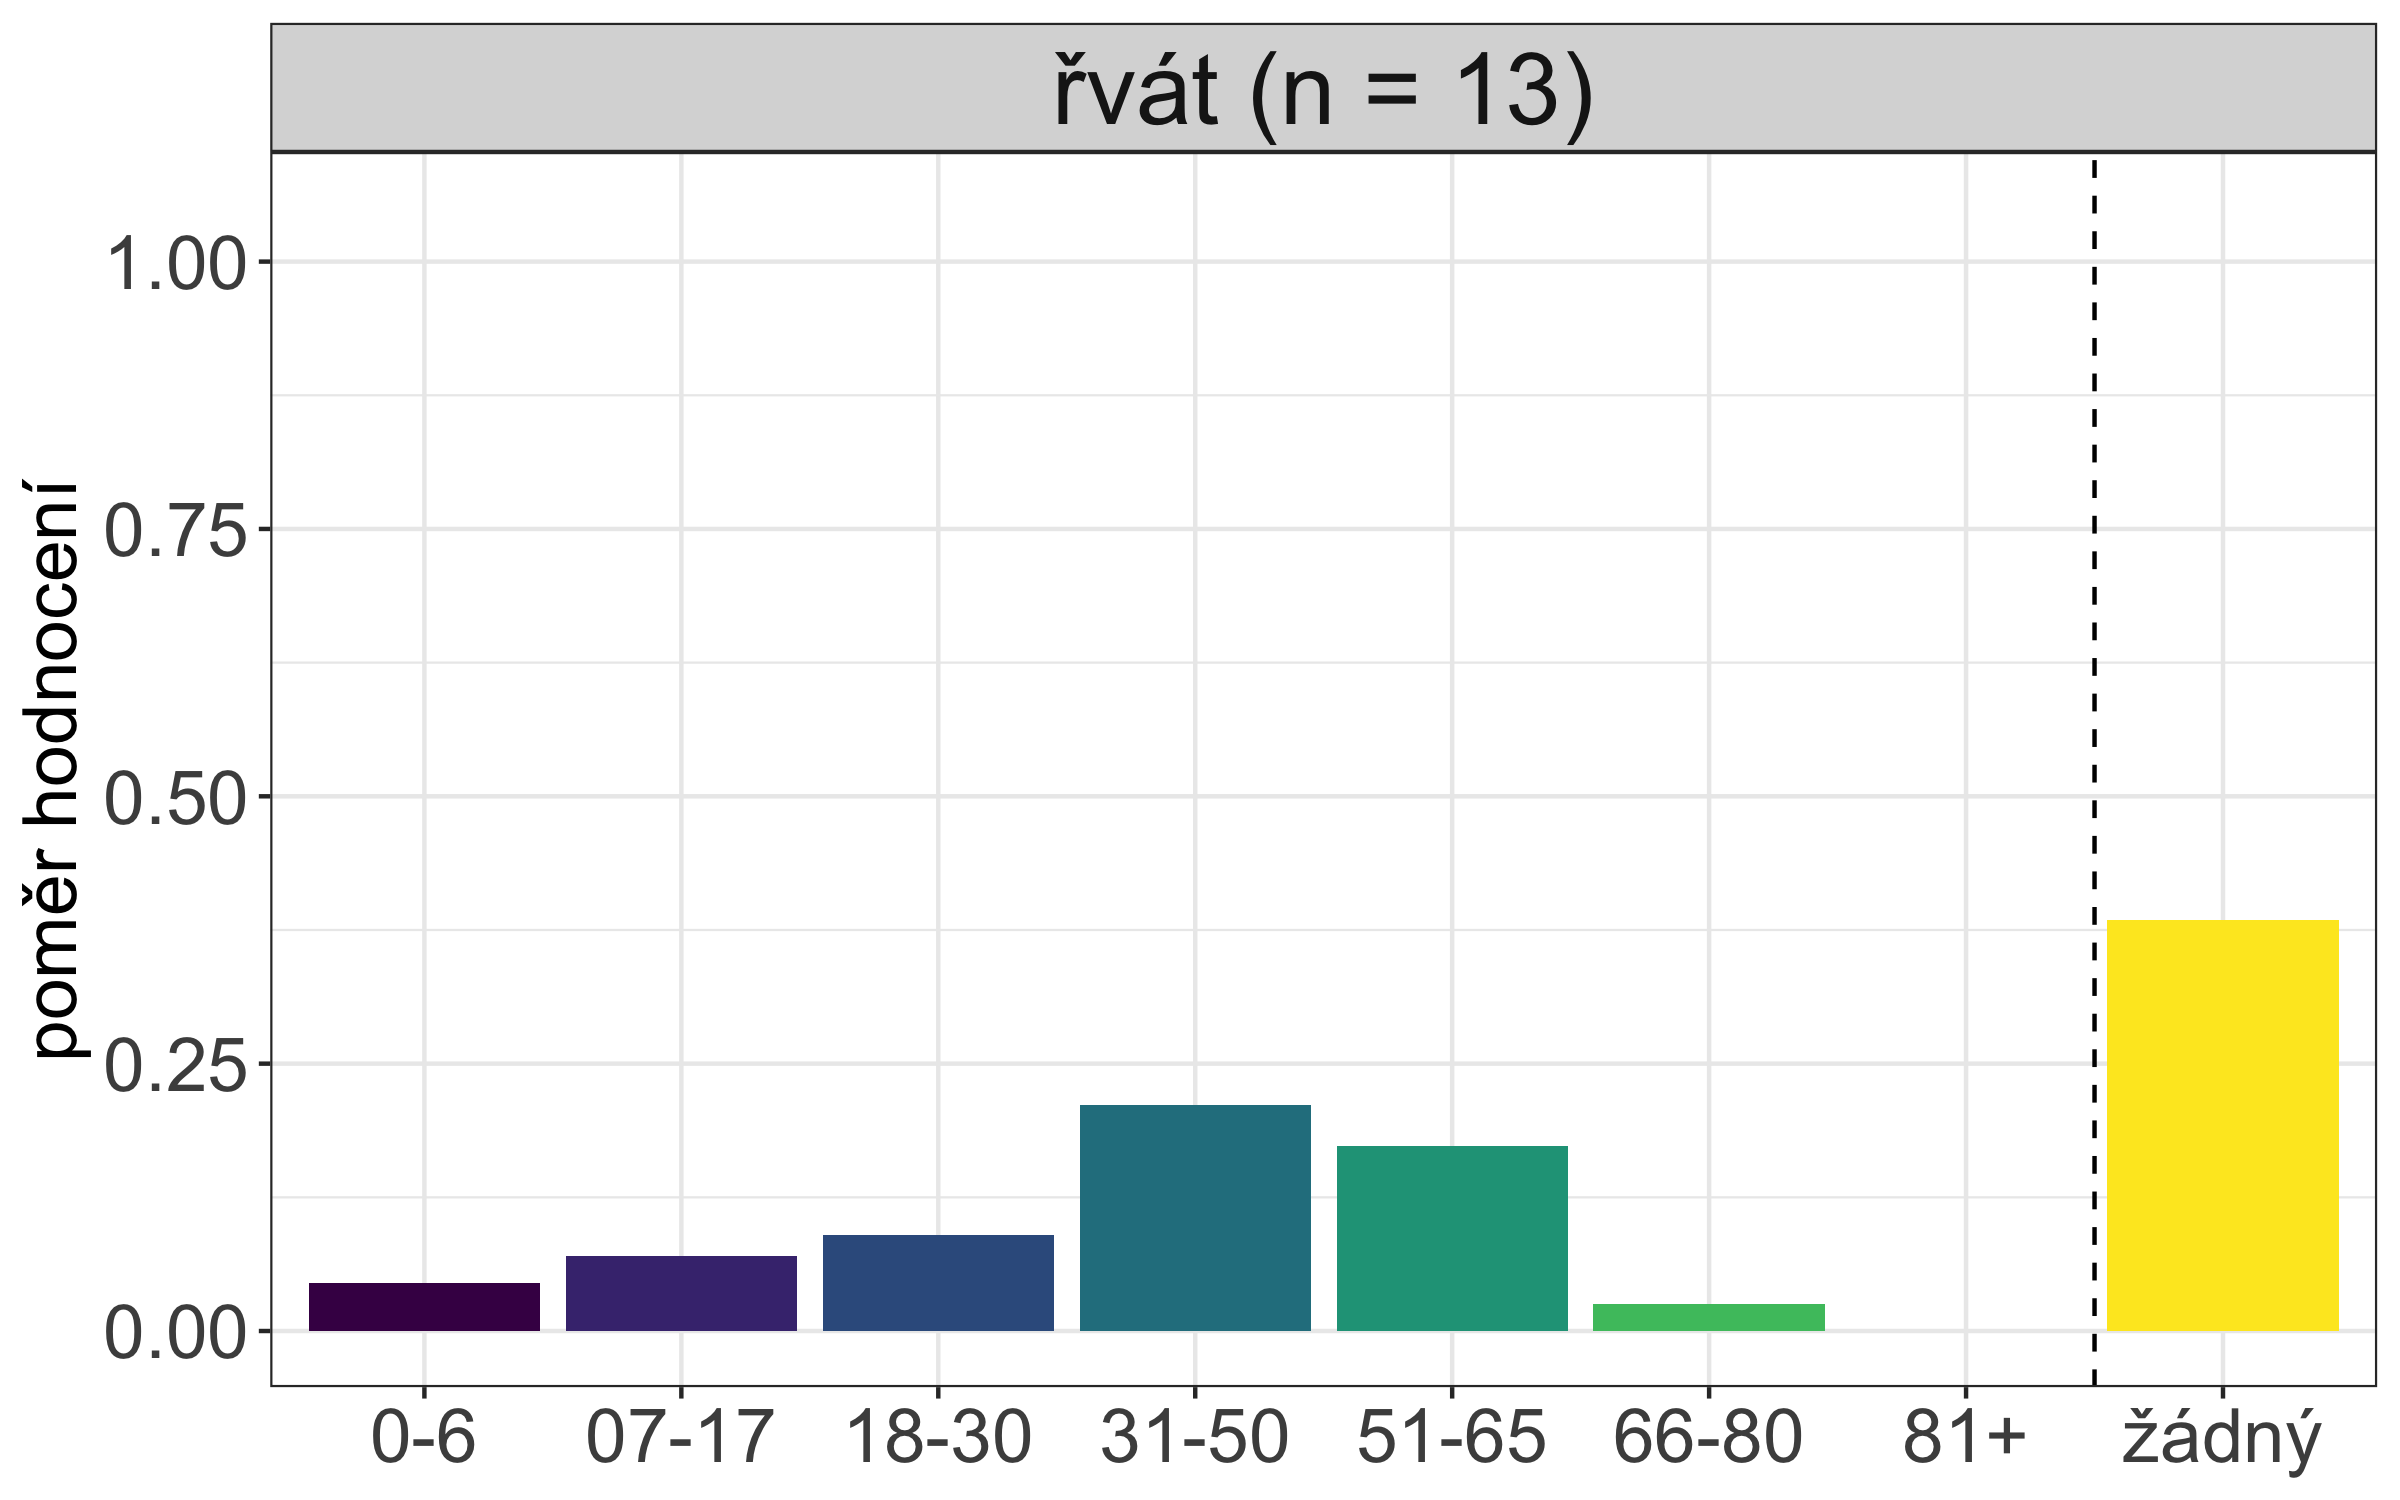 řvát (n = 13)
poměr hodnocení
1.00
0.75
0.50
0.25
0.00
0-6 07-17 18-30 31-50 51-65 66-80 81+ žádný